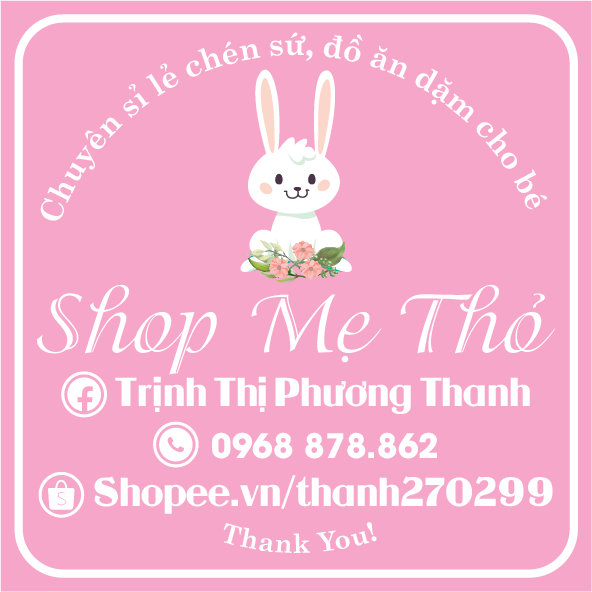 Chuyên sỉ lẻ chén sứ, đồ ăn dặm cho bé
Shop Mẹ Thỏ
Trịnh Thị Phương Thanh
0968 878.862
Shopee.vn/thanh270299
Thank You!